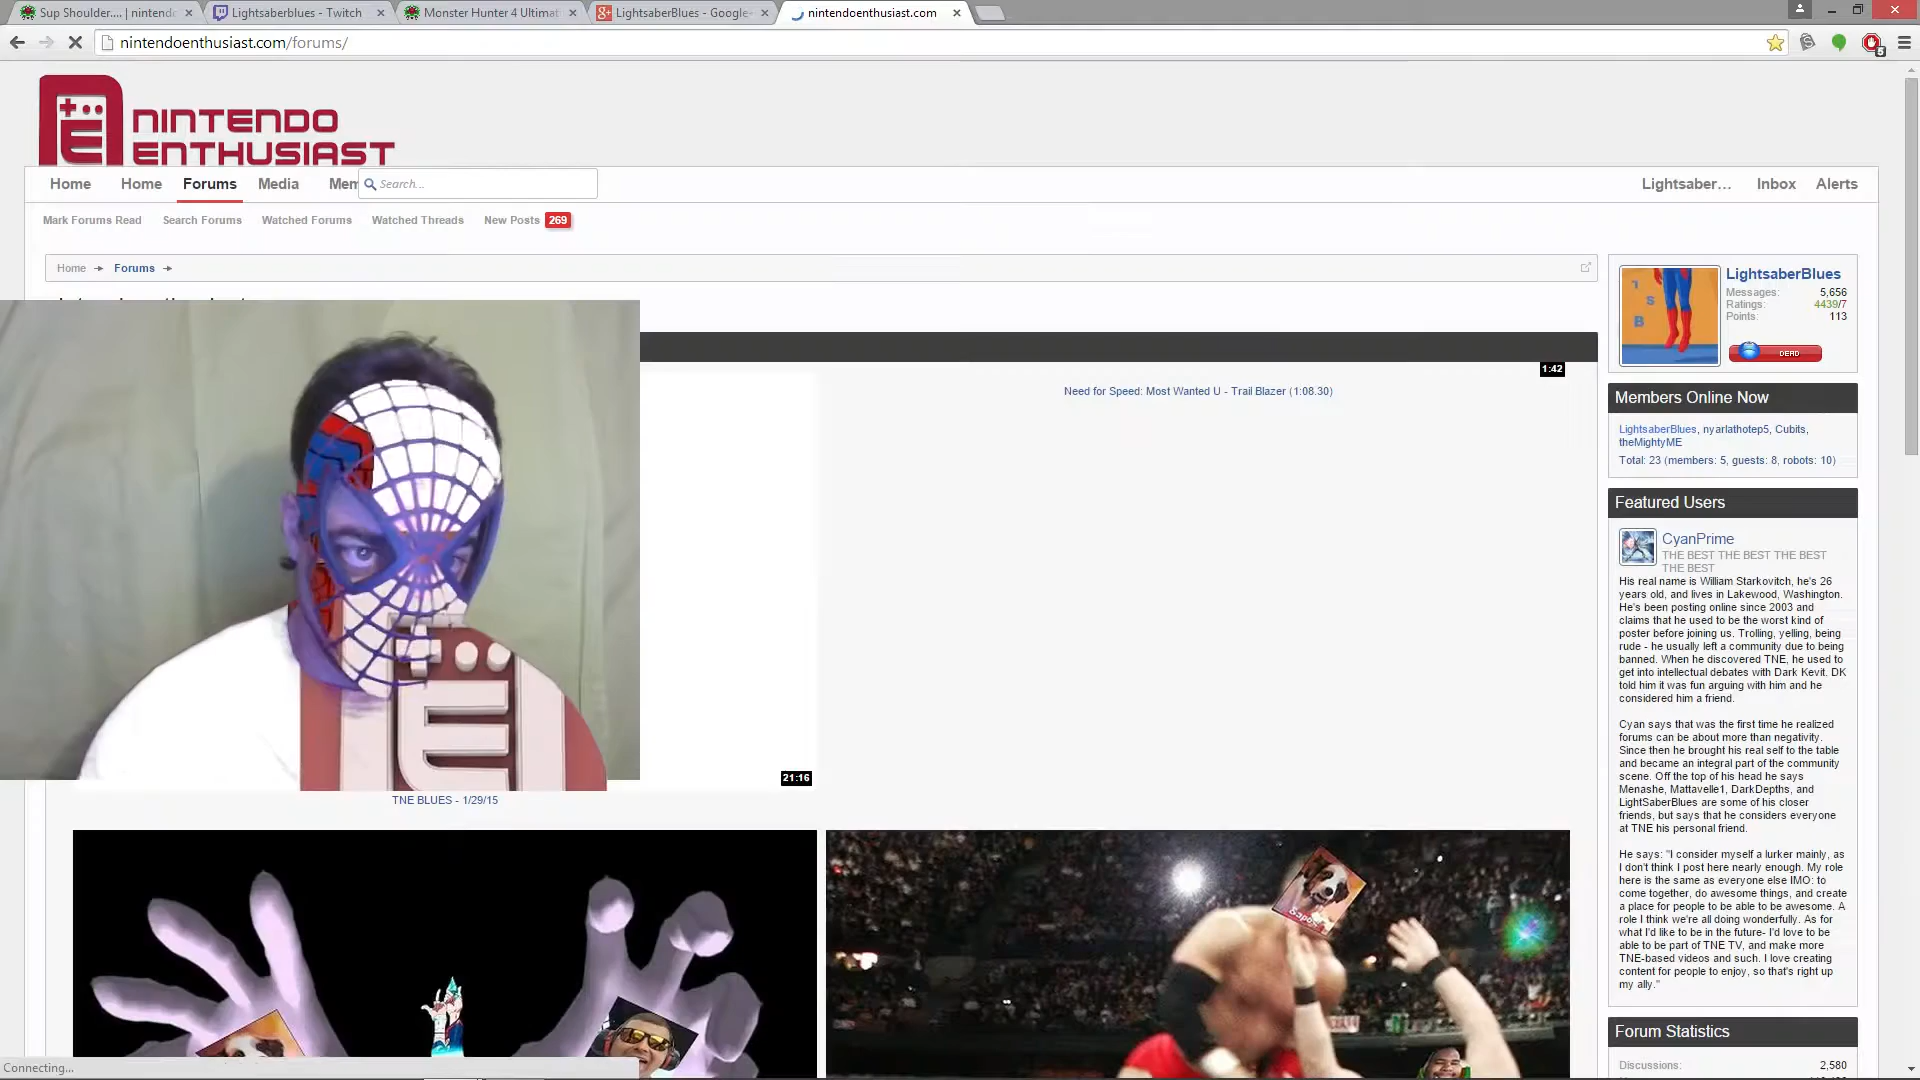 Sup Shoulder.... | nintend
Lightsaberblues - Twitch
Monster Hunter 4 Ultimat
LightsaberBlues - Google
nintendoenthusiast.com
nintendoenthusiast.com/forums/
5
NINTENDO
ENTHUSIAST
Home
Home
Forums
Media
Mem
Search...
Lightsaber…
Inbox
Alerts
Mark Forums Read
Search Forums
Watched Forums
Watched Threads
New Posts 269
Home
Forums
LightsaberBlues
Messages: 5,656
Ratings: 4439/7
Points: 113
DEAD
L
S
B
1:42
Need for Speed: Most Wanted U - Trail Blazer (1:08.30)
Members Online Now
LightsaberBlues, nyarlathotep5, Cubits,
theMightyME
Total: 23 (members: 5, guests: 8, robots: 10)
Featured Users
CyanPrime
THE BEST THE BEST THE BEST
THE BEST
His real name is William Starkovitch, he's 26
years old, and lives in Lakewood, Washington.
He's been posting online since 2003 and
claims that he used to be the worst kind of
poster before joining us. Trolling, yelling, being
rude - he usually left a community due to being
banned. When he discovered TNE, he used to
get into intellectual debates with Dark Kevit. DK
told him it was fun arguing with him and he
considered him a friend.
Cyan says that was the first time he realized
forums can be about more than negativity.
Since then he brought his real self to the table
and became an integral part of the community
scene. Off the top of his head he says
Menashe, Mattavelle1, DarkDepths, and
LightSaberBlues are some of his closer
friends, but says that he considers everyone
at TNE his personal friend.
He says: "I consider myself a lurker mainly, as
I don't think I post here nearly enough. My role
here is the same as everyone else IMO: to
come together, do awesome things, and create
a place for people to be able to be awesome. A
role I think we're all doing wonderfully. As for
what I'd like to be in the future- I'd love to be
able to be part of TNE TV, and make more
TNE-based videos and such. I love creating
content for people to enjoy, so that's right up
my ally."
21:16
TNE BLUES - 1/29/15
Forum Statistics
Discussions: 2,580
Connecting...